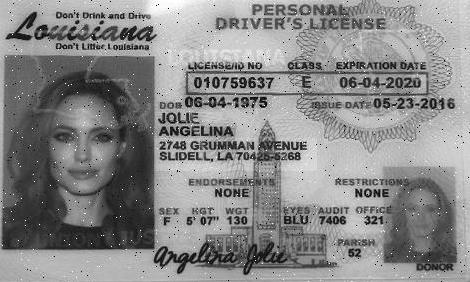 Don't Drink and Drive
Louisiana
Don't Litter, Louisiana
PERSONAL
DRIVER'S LICENSE
LOUISIANA
LICENSE/ID NO CLASS EXPIRATION DATE
010759637 E 06-04-2020
DOB 06-04-1975 ISSUE DATE 05-23-2016
JOLIE
ANGELINA
2748 GRUMMAN AVENUE
SLIDELL, LA 70425-5268
ENDORSEMENTS RESTRICTIONS
NONE NONE
SEX HGT WGT EYES AUDIT OFFICE
F 5' 07" 130 BLU 7406 321
PARISH
52
Angelina Jolie
DONOR